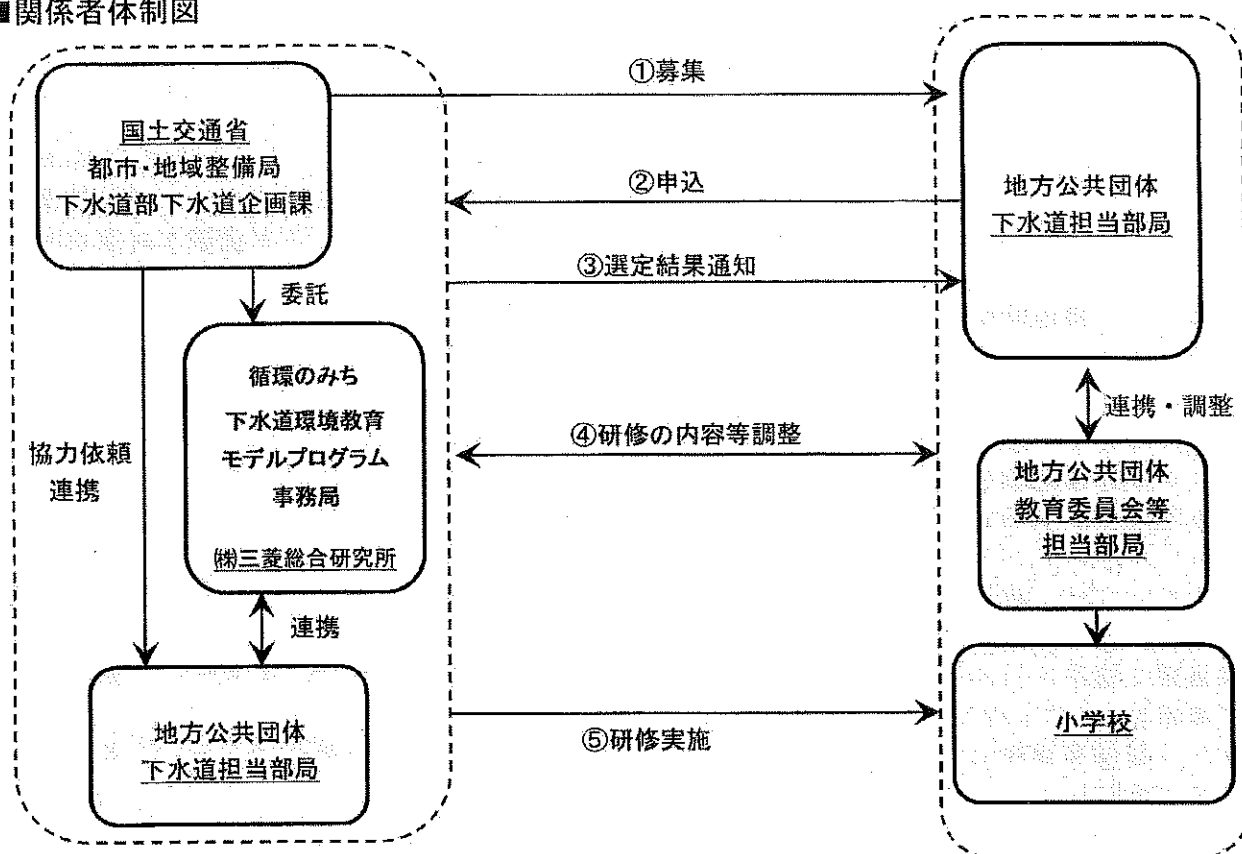 ■関係者体制図
①募集
国土交通省
都市・地域整備局
下水道部下水道企画課
②申込
地方公共団体
下水道担当部局
③選定結果通知
委託
循環のみち
下水道環境教育
モデルプログラム
事務局
㈱三菱総合研究所
協力依頼
連携
④研修の内容等調整
連携・調整
地方公共団体
教育委員会等
担当部局
連携
地方公共団体
下水道担当部局
⑤研修実施
小学校